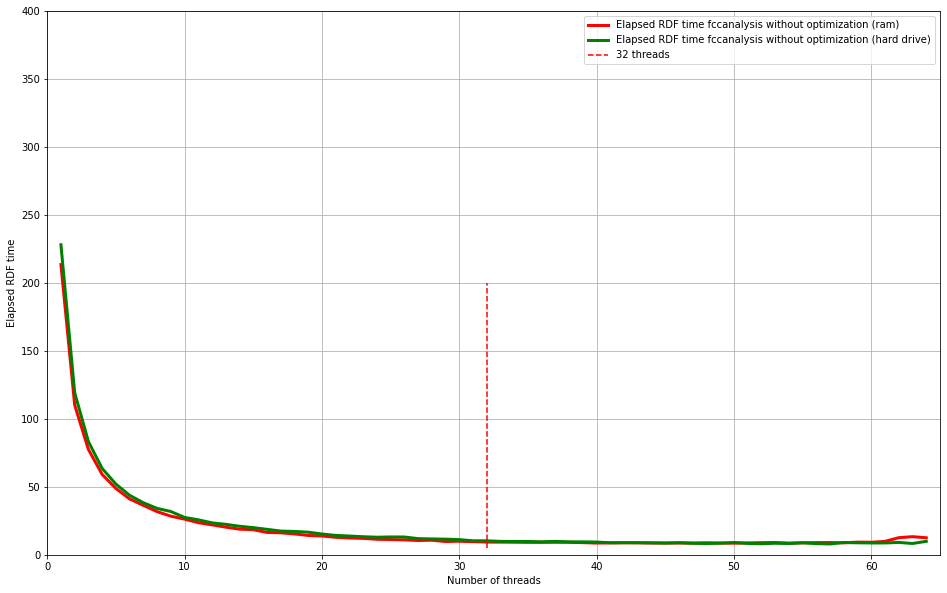 400
350
300
250
200
150
100
50
0
Elapsed RDF time
Elapsed RDF time fccanalysis without optimization (ram)
Elapsed RDF time fccanalysis without optimization (hard drive)
32 threads
0 10 20 30 40 50 60
Number of threads